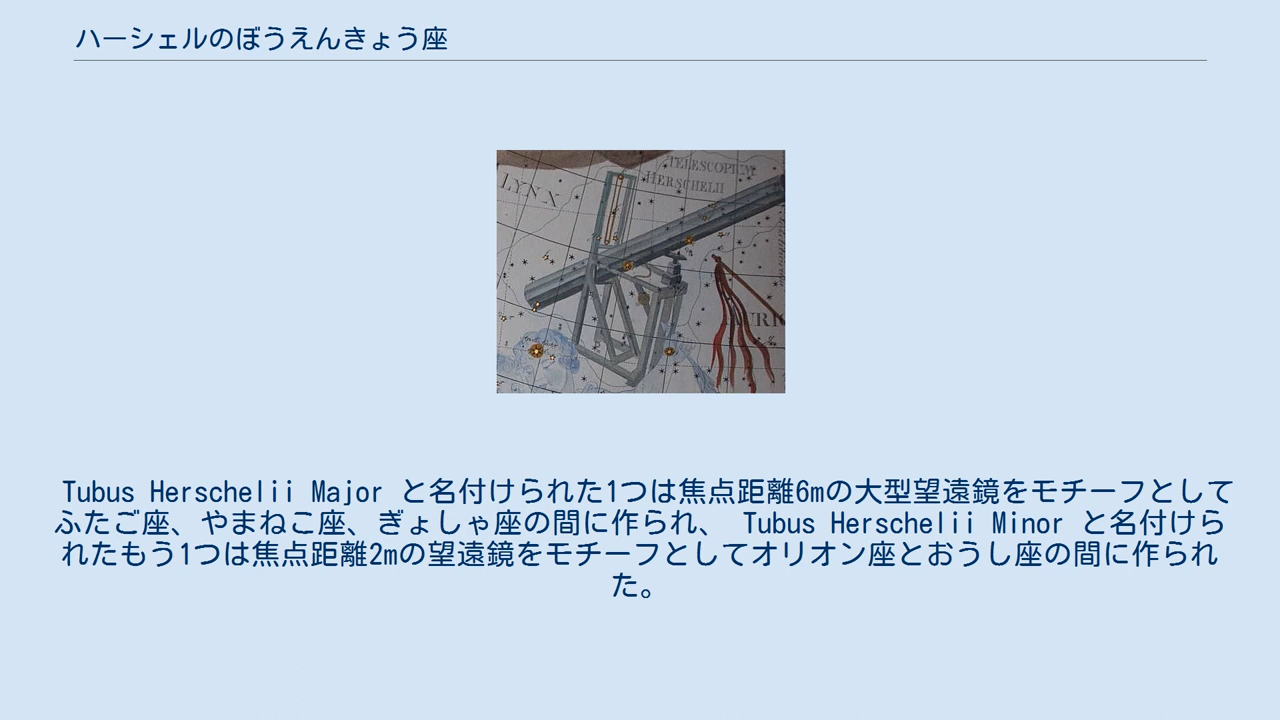 ハーシェルのぼうえんきょう座
TELESCOPIUM
HERSCHELII
LYNX
Tubus Herschelii Major と名付けられた1つは焦点距離6mの大型望遠鏡をモチーフとして
ふたご座、やまねこ座、ぎょしゃ座の間に作られ、 Tubus Herschelii Minor と名付けら
れたもう1つは焦点距離2mの望遠鏡をモチーフとしてオリオン座とおうし座の間に作られ
た。